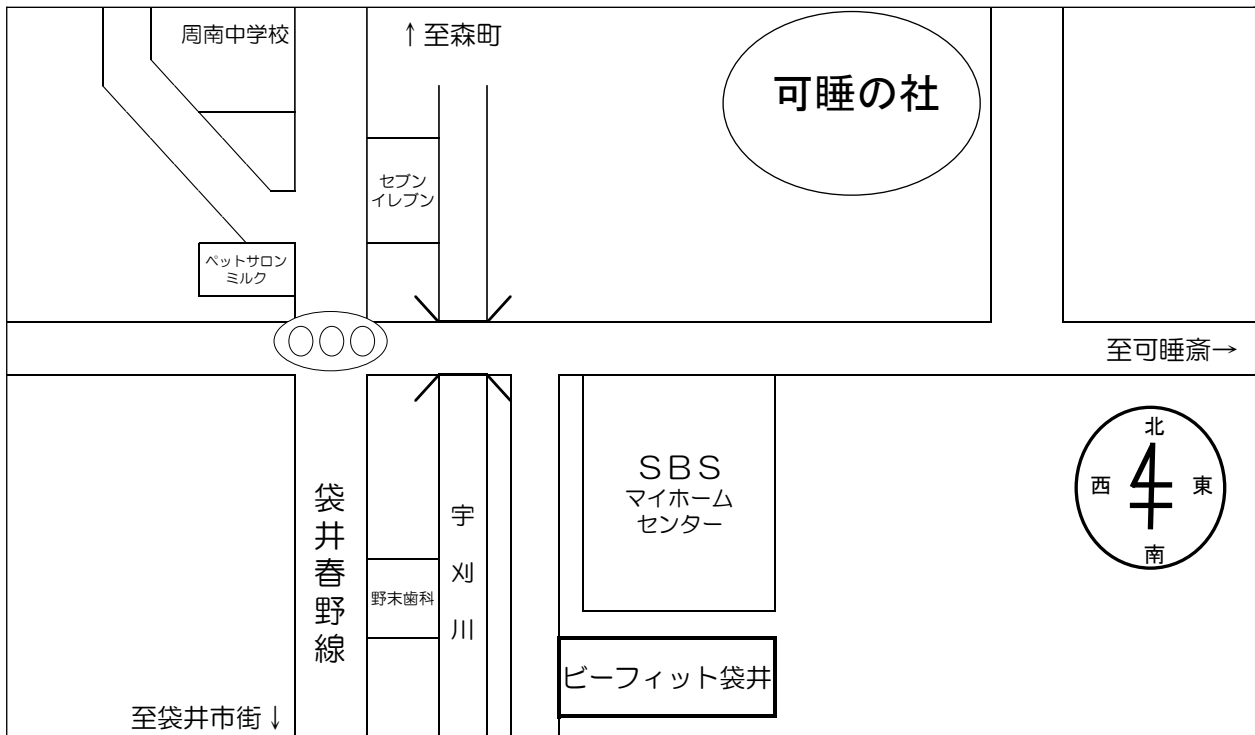 周南中学校
↑至森町
可睡の社
セブン
イレブン
ペットサロン
ミルク
至可睡斎→
北
西
東
南
SBS
マイホーム
センター
袋井春野線
宇刈川
野末歯科
ビーフィット袋井
至袋井市街↓